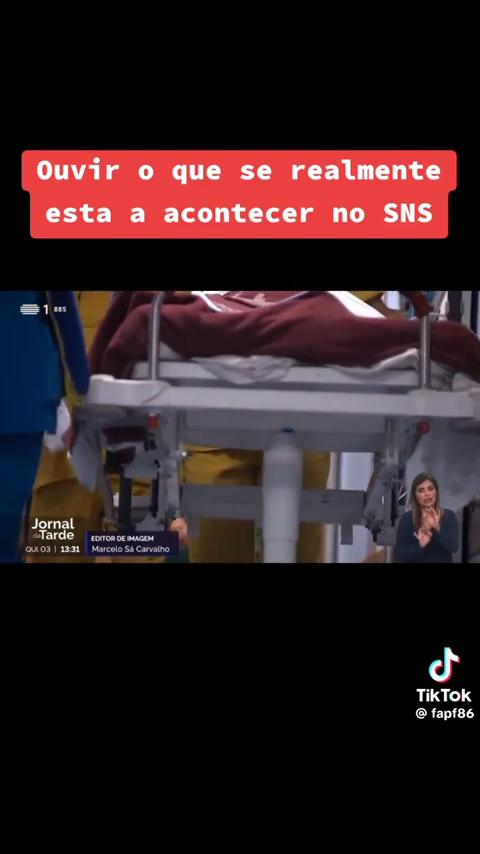 Ouvir o que se realmente
esta a acontecer no SNS
1 885
Jornal
da Tarde
EDITOR DE IMAGEM
QUI 03 | 13:31
Marcelo Sá Carvalho
TikTok
@ fapf86